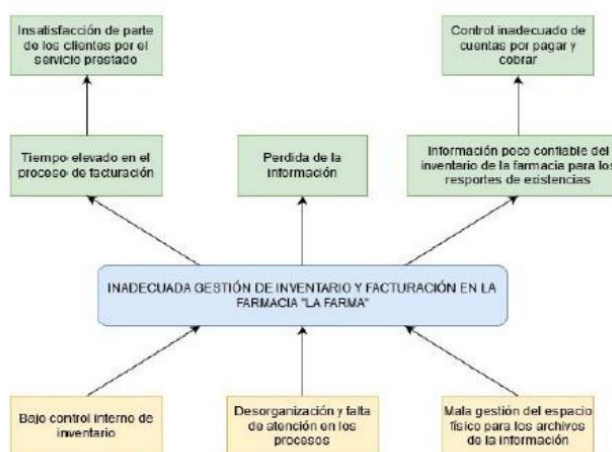 Insatisfacción de parte
de los clientes por el
servicio prestado
Control inadecuado de
cuentas por pagar y
cobrar
Tiempo elevado en el
proceso de facturación
Perdida de la
información
Información poco confiable del
inventario de la farmacia para los
resportes de existencias
INADECUADA GESTIÓN DE INVENTARIO Y FACTURACIÓN EN LA
FARMACIA "LA FARMA"
Bajo control interno de
inventario
Desorganización y falta
de atención en los
procesos
Mala gestión del espacio
físico para los archivos
de la información